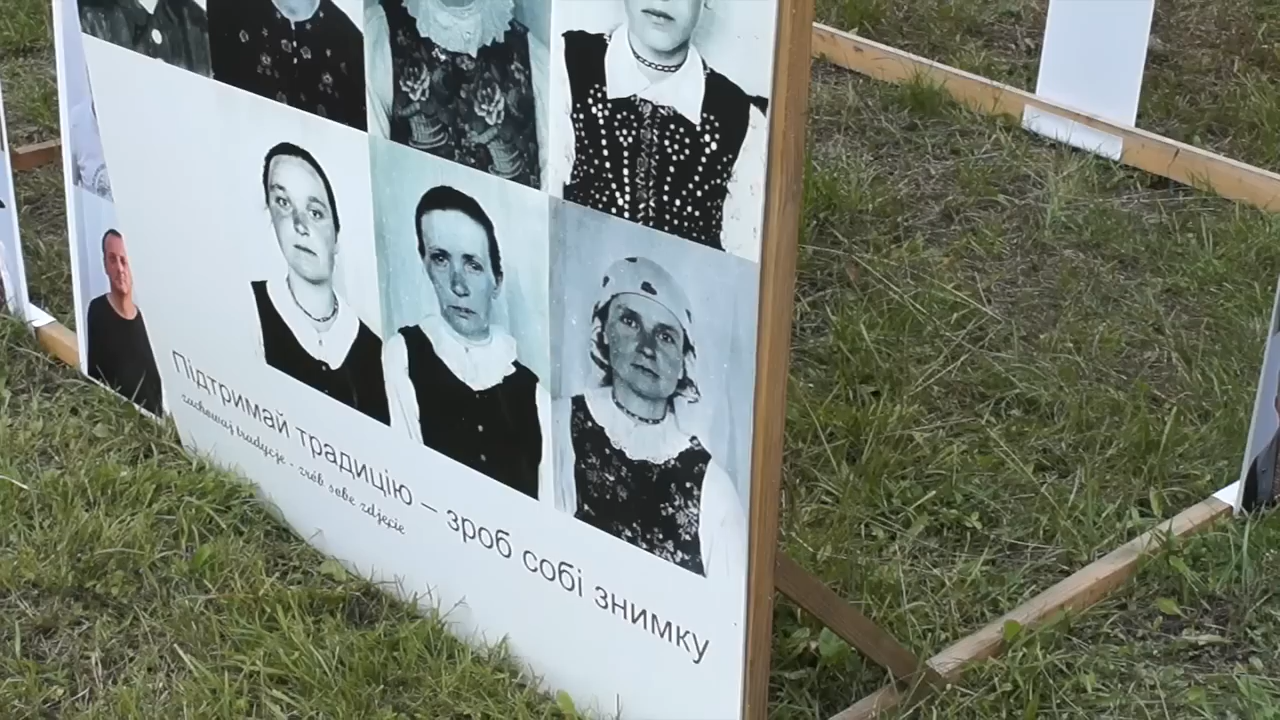 Підтримай традицію – зроб собі знимку
zachowaj tradycje - zrób sobe zdjęcie